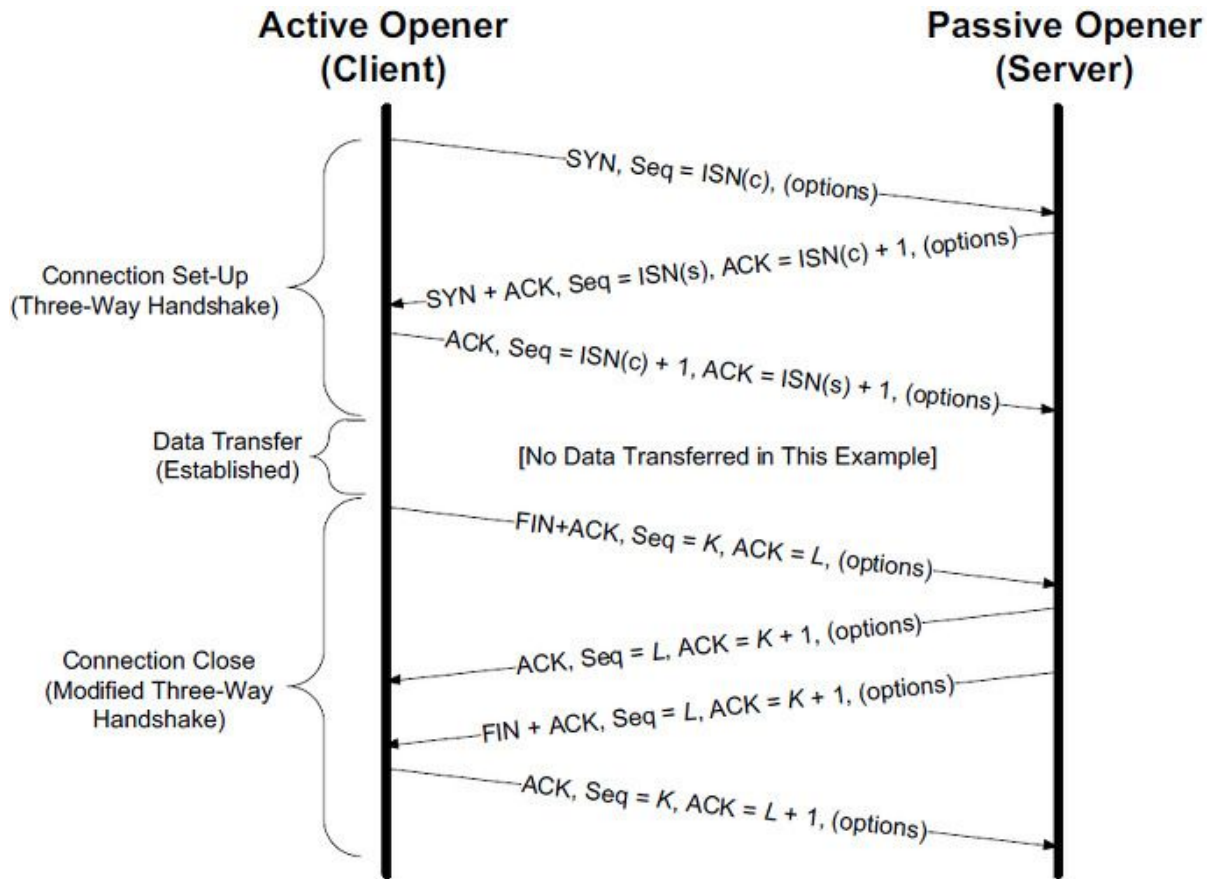 Active Opener
(Client)
Passive Opener
(Server)
SYN, Seq = ISN(c), (options)
SYN + ACK, Seq = ISN(s), ACK = ISN(c) + 1, (options)
Connection Set-Up
(Three-Way Handshake)
ACK, Seq = ISN(c) + 1, ACK = ISN(s) + 1, (options)
Data Transfer
(Established)
[No Data Transferred in This Example]
FIN+ACK, Seq = K, ACK = L, (options)
ACK, Seq = L, ACK = K + 1, (options)
Connection Close
(Modified Three-Way
Handshake)
FIN + ACK, Seq = L, ACK = K + 1, (options)
ACK, Seq = K, ACK = L + 1, (options)